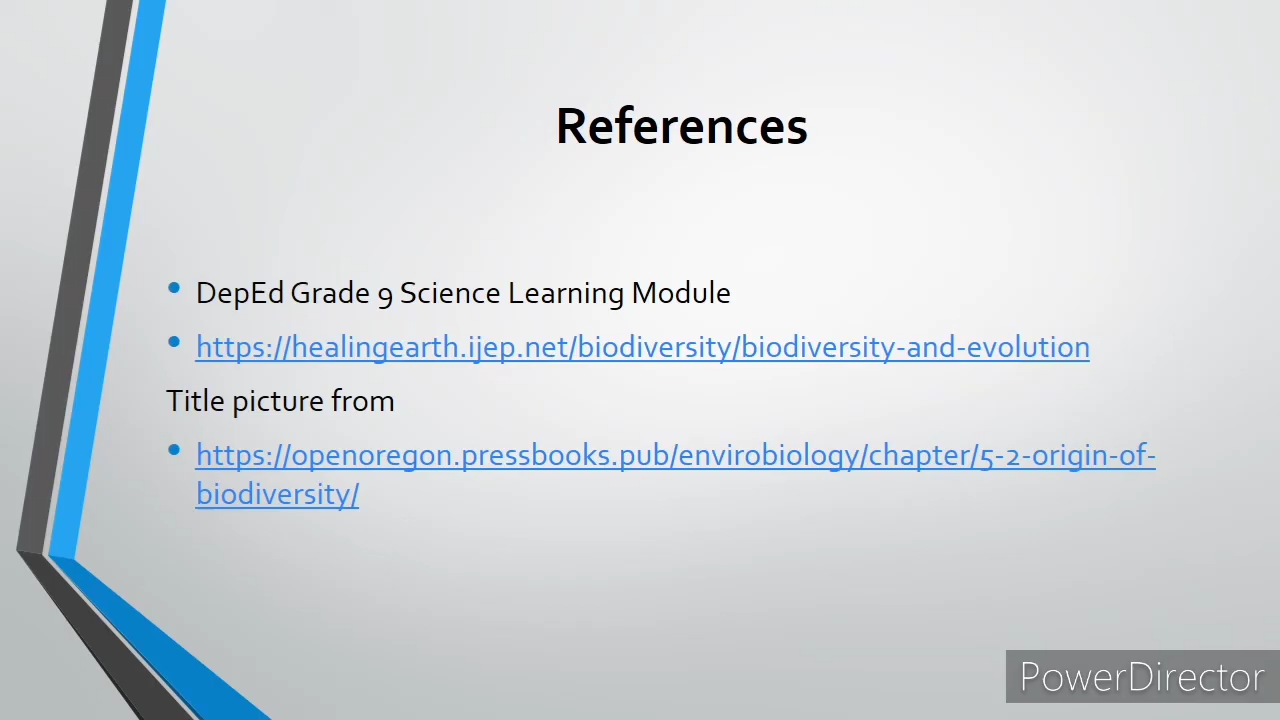 References
• DepEd Grade 9 Science Learning Module
• https://healingearth.ijep.net/biodiversity/biodiversity-and-evolution
Title picture from
• https://openoregon.pressbooks.pub/envirobiology/chapter/5-2-origin-of-
biodiversity/
PowerDirector